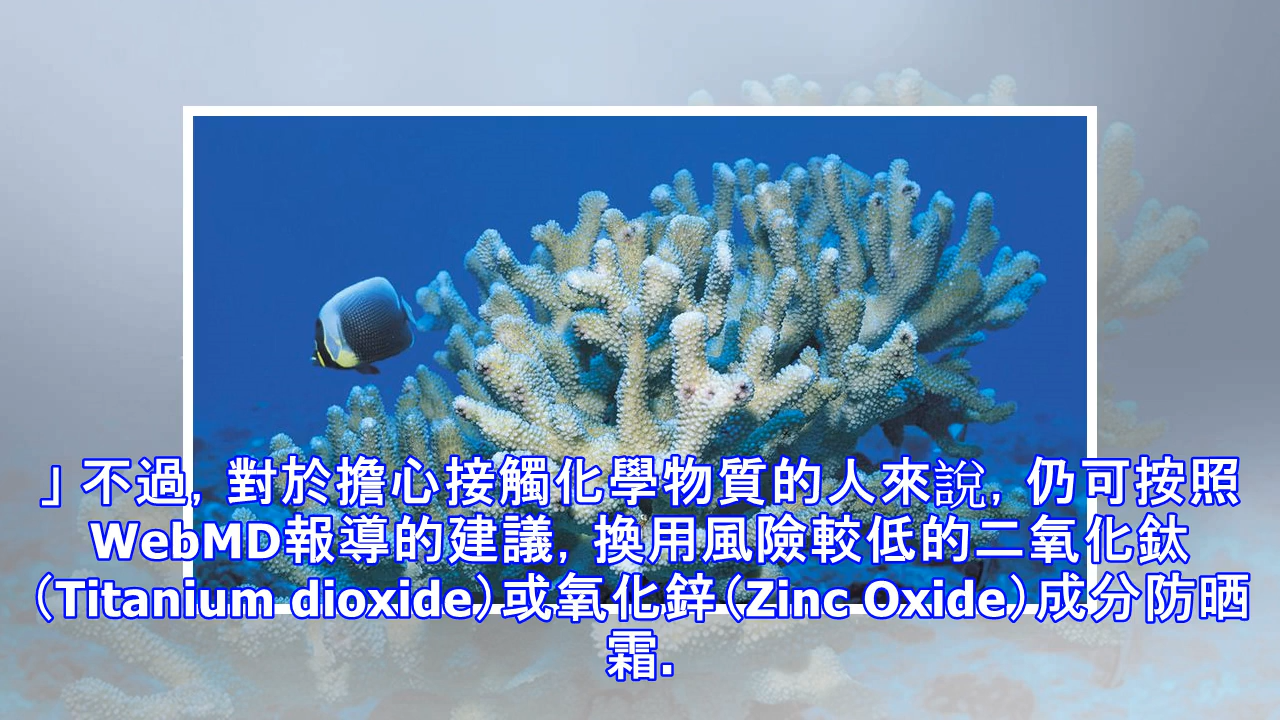 」不過, 對於擔心接觸化學物質的人來說, 仍可按照
WebMD報導的建議, 換用風險較低的二氧化鈦
(Titanium dioxide)或氧化鋅(Zinc Oxide)成分防晒
霜.